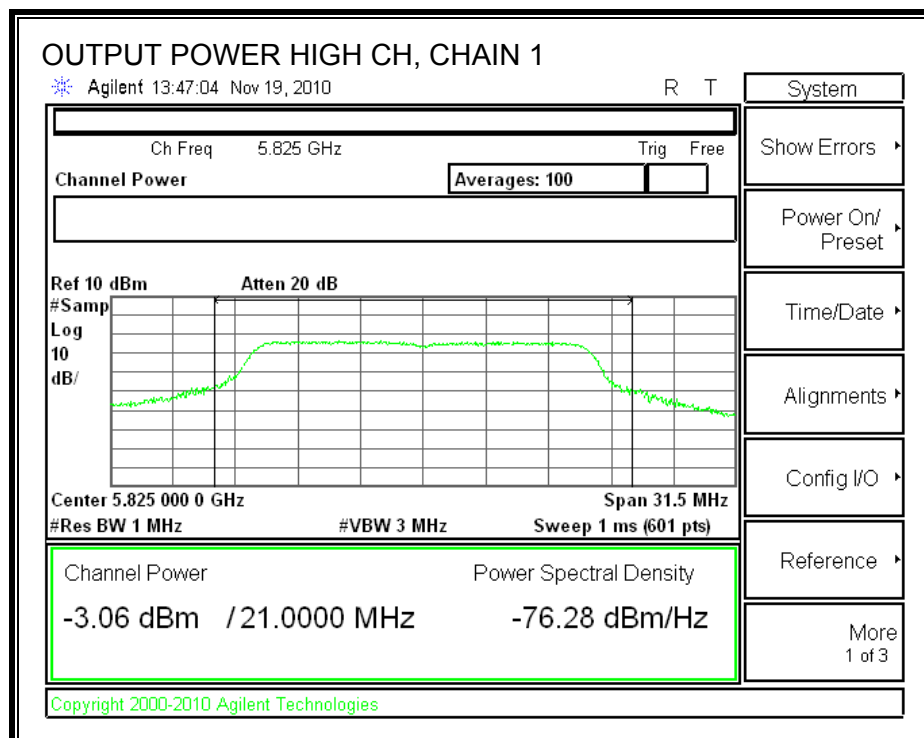 OUTPUT POWER HIGH CH, CHAIN 1
Agilent 13:47:04 Nov 19, 2010 R T
System
Ch Freq 5.825 GHz Trig Free
Show Errors
Channel Power Averages: 100
Power On/
Preset
Ref 10 dBm Atten 20 dB
#Samp
Log
10
dB/
Time/Date
Alignments
Center 5.825 000 0 GHz Span 31.5 MHz
#Res BW 1 MHz #VBW 3 MHz Sweep 1 ms (601 pts)
Config I/O
Channel Power Power Spectral Density
-3.06 dBm / 21.0000 MHz -76.28 dBm/Hz
Reference
More
1 of 3
Copyright 2000-2010 Agilent Technologies